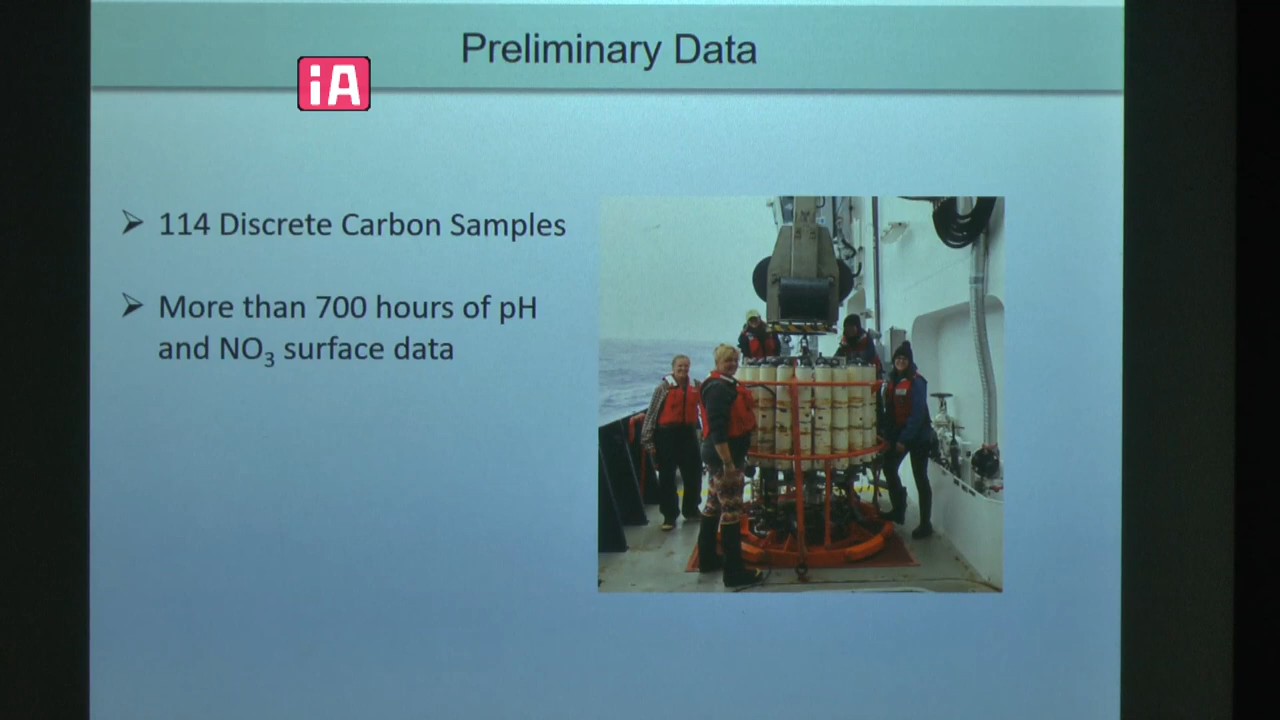 Preliminary Data
iA
➢ 114 Discrete Carbon Samples
➢ More than 700 hours of pH
and NO₃ surface data